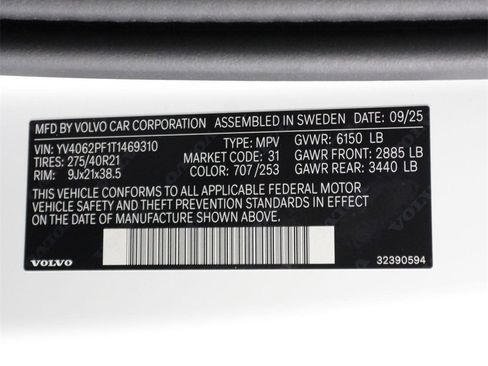 MFD BY VOLVO CAR CORPORATION ASSEMBLED IN SWEDEN DATE: 09/25
VIN: YV4062PF1T1469310 TYPE: MPV GVWR: 6150 LB
TIRES: 275/40R21 MARKET CODE: 31 GAWR FRONT: 2885 LB
RIM: 9Jx21x38.5 COLOR: 707/253 GAWR REAR: 3440 LB
THIS VEHICLE CONFORMS TO ALL APPLICABLE FEDERAL MOTOR
VEHICLE SAFETY AND THEFT PREVENTION STANDARDS IN EFFECT
ON THE DATE OF MANUFACTURE SHOWN ABOVE.
VOLVO 32390594